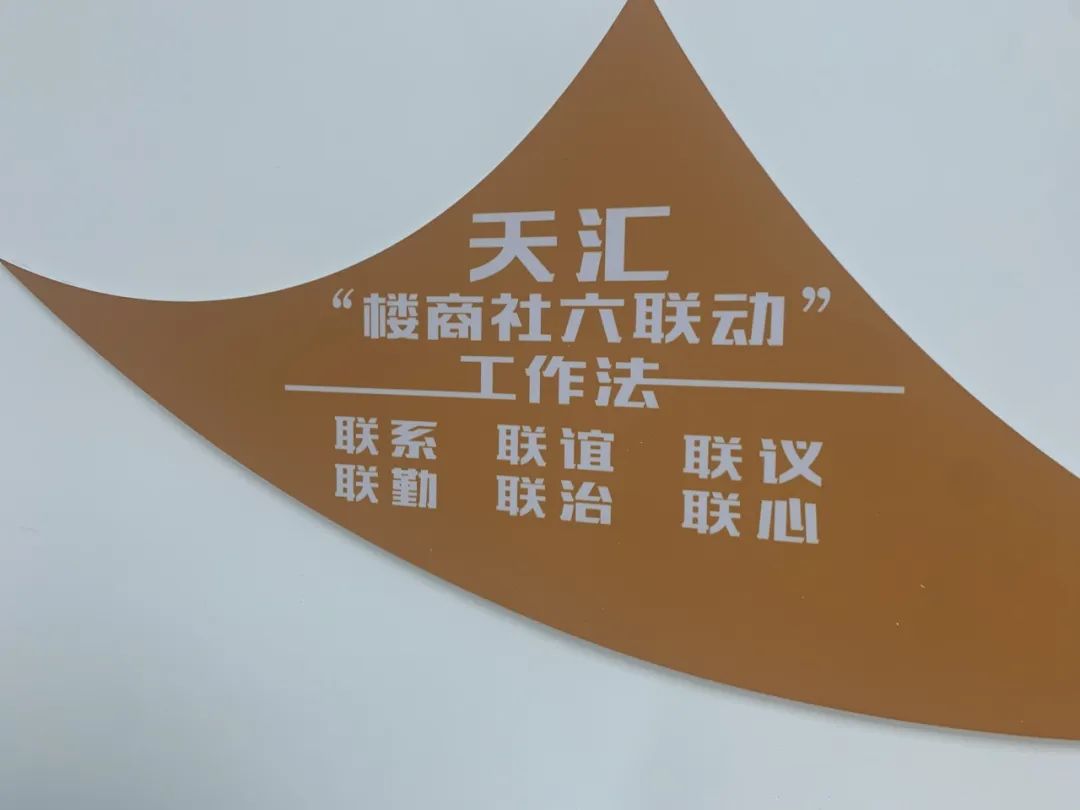 天汇
“楼商社六联动”
工作法
联系 联谊 联议
联勤 联治 联心